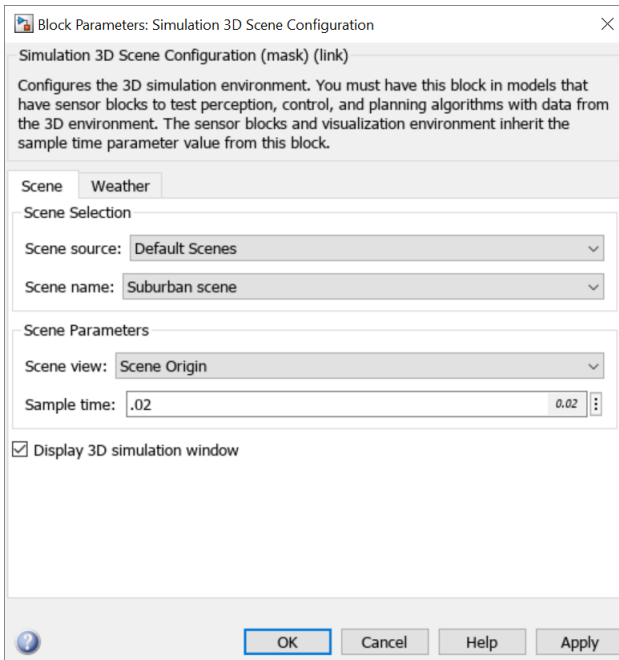 Block Parameters: Simulation 3D Scene Configuration
Simulation 3D Scene Configuration (mask) (link)
Configures the 3D simulation environment. You must have this block in models that
have sensor blocks to test perception, control, and planning algorithms with data from
the 3D environment. The sensor blocks and visualization environment inherit the
sample time parameter value from this block.
Scene Weather
Scene Selection
Scene source: Default Scenes
Scene name: Suburban scene
Scene Parameters
Scene view: Scene Origin
Sample time: .02 0.02
Display 3D simulation window
OK Cancel Help Apply